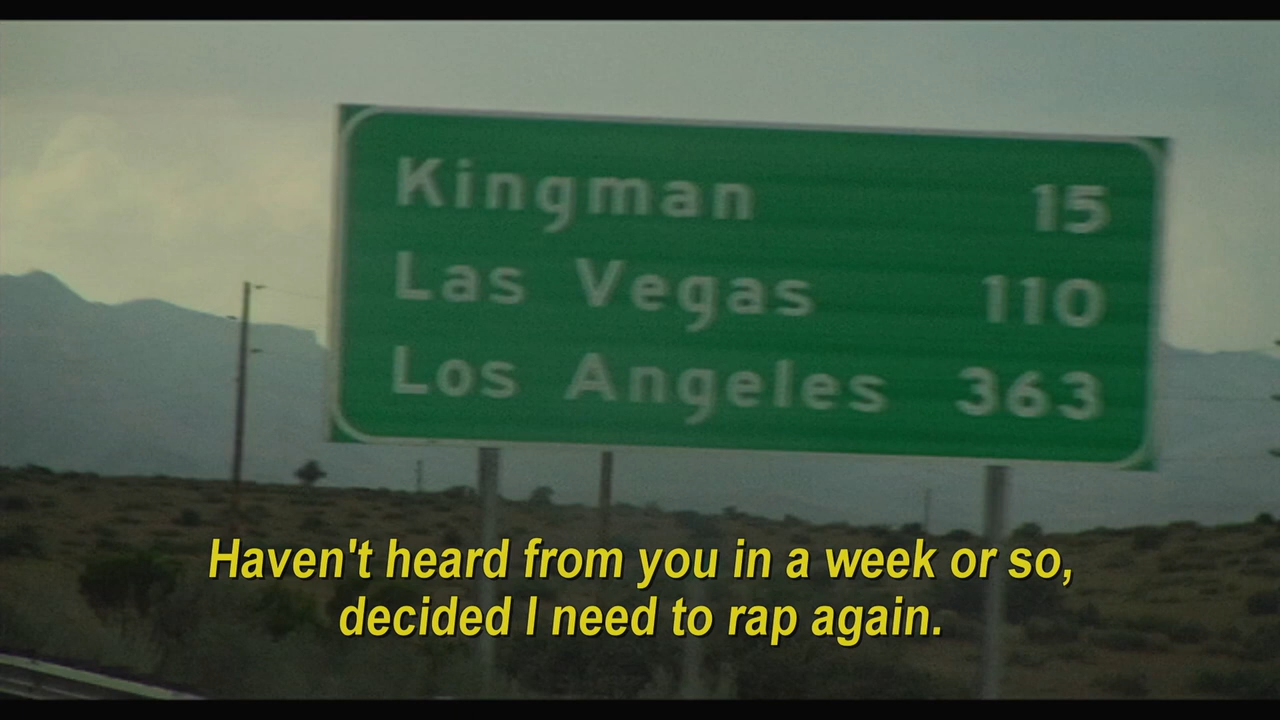 Kingman 15
Las Vegas 110
Los Angeles 363
Haven't heard from you in a week or so,
decided I need to rap again.